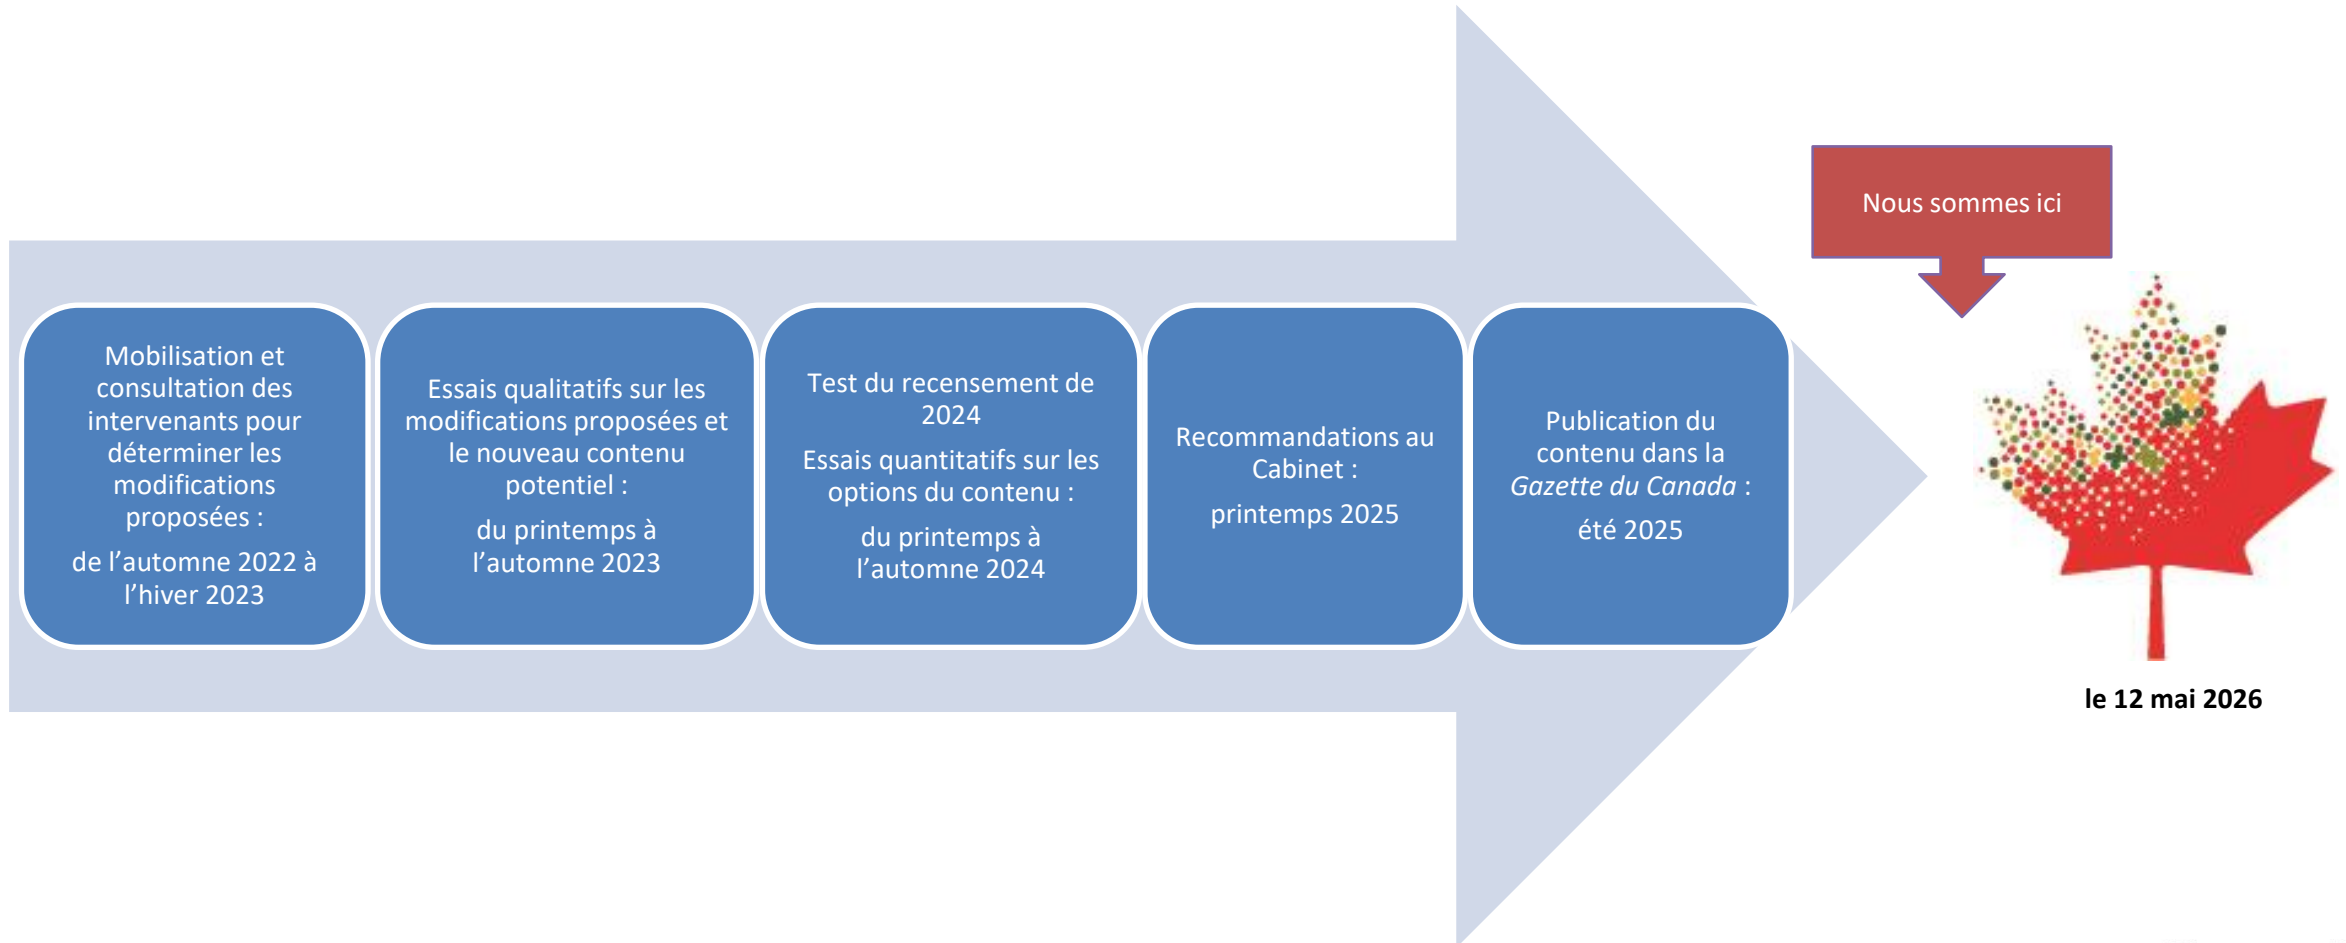 Mobilisation et
consultation des
intervenants pour
déterminer les
modifications
proposées :
de l’automne 2022 à
l’hiver 2023
Essais qualitatifs sur les
modifications proposées et
le nouveau contenu
potentiel :
du printemps à
l’automne 2023
Test du recensement de
2024
Essais quantitatifs sur les
options du contenu :
du printemps à
l’automne 2024
Recommandations au
Cabinet :
printemps 2025
Publication du
contenu dans la
Gazette du Canada :
été 2025
Nous sommes ici
le 12 mai 2026